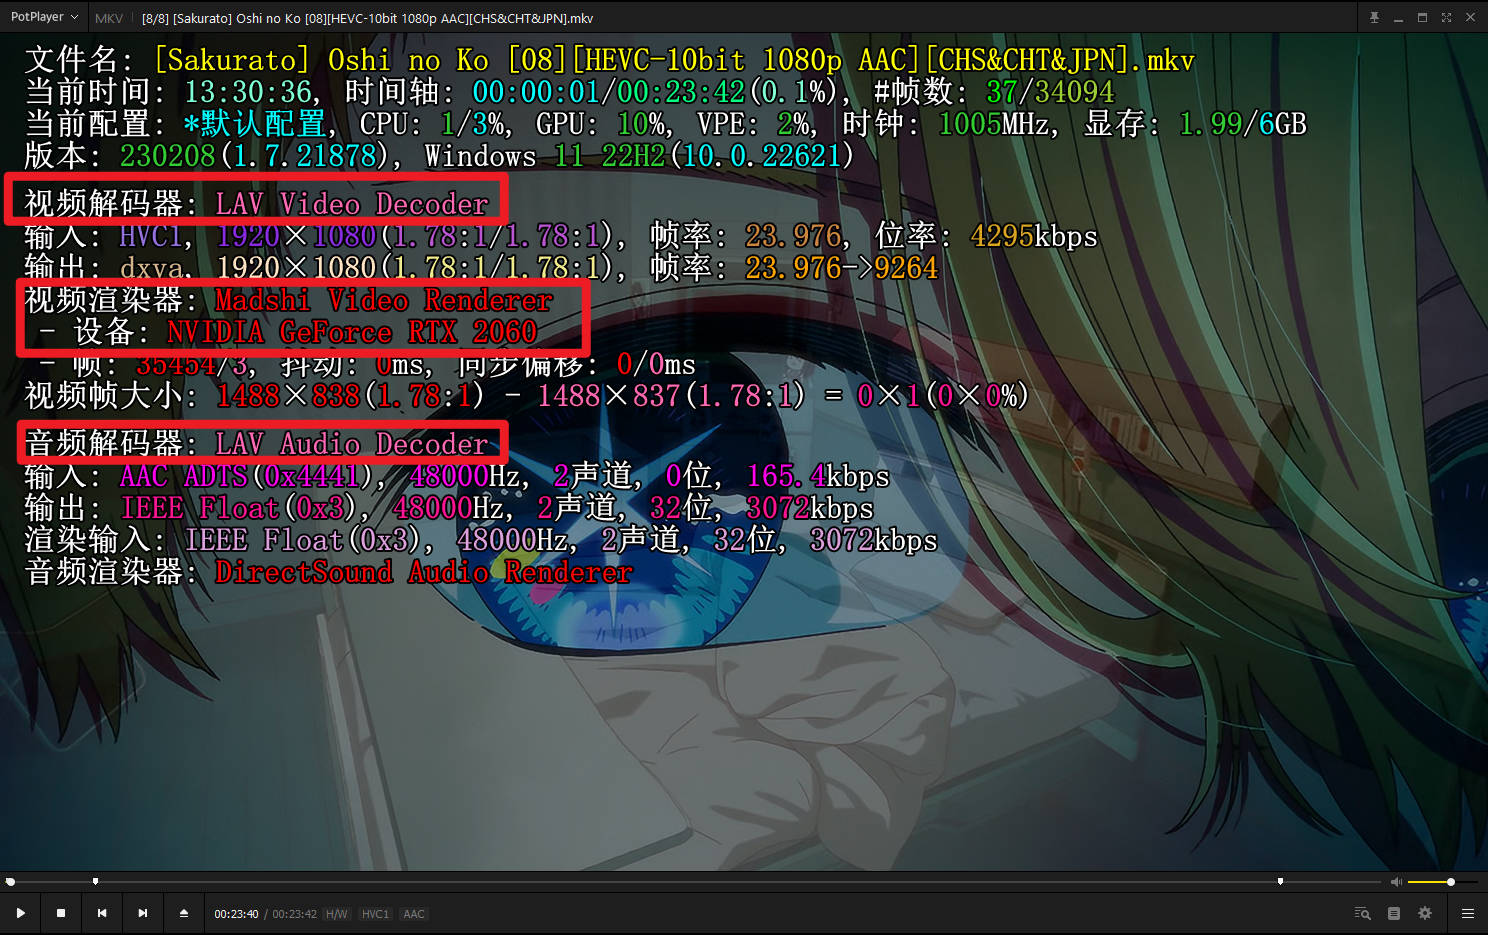 PotPlayer MKV [8/8] [Sakurato] Oshi no Ko [08][HEVC-10bit 1080p AAC][CHS&CHT&JPN].mkv
文件名: [Sakurato] Oshi no Ko [08][HEVC-10bit 1080p AAC][CHS&CHT&JPN].mkv
当前时间: 13:30:36, 时间轴: 00:00:01/00:23:42(0.1%), #帧数: 37/34094
当前配置: *默认配置, CPU: 1/3%, GPU: 10%, VPE: 2%, 时钟: 1005MHz, 显存: 1.99/6GB
版本: 230208(1.7.21878), Windows 11 22H2(10.0.22621)
视频解码器: LAV Video Decoder
输入: HVC1, 1920×1080(1.78:1/1.78:1), 帧率: 23.976, 位率: 4295kbps
输出: dxva, 1920×1080(1.78:1/1.78:1), 帧率: 23.976->9264
视频渲染器: Madshi Video Renderer
- 设备: NVIDIA GeForce RTX 2060
- 帧: 35454/3, 抖动: 0ms, 同步偏移: 0/0ms
视频帧大小: 1488×838(1.78:1) - 1488×837(1.78:1) = 0×1(0×0%)
音频解码器: LAV Audio Decoder
输入: AAC ADTS(0x4441), 48000Hz, 2声道, 0位, 165.4kbps
输出: IEEE Float(0x3), 48000Hz, 2声道, 32位, 3072kbps
渲染输入: IEEE Float(0x3), 48000Hz, 2声道, 32位, 3072kbps
音频渲染器: DirectSound Audio Renderer
00:23:40 / 00:23:42 H/W HVC1 AAC